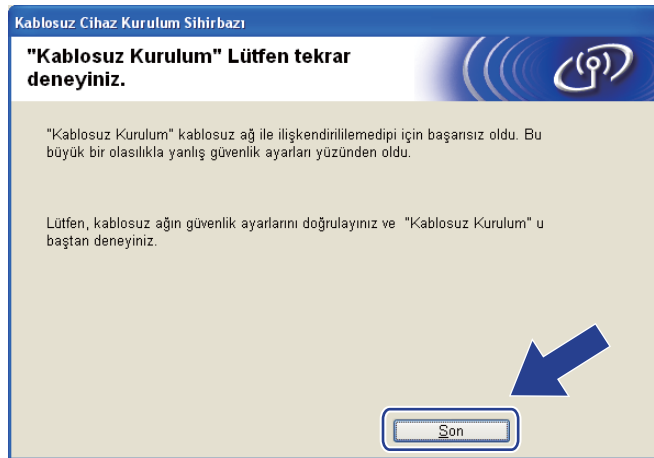 Kablosuz Cihaz Kurulum Sihirbazı
"Kablosuz Kurulum" Lütfen tekrar
deneyiniz.
"Kablosuz Kurulum" kablosuz ağ ile ilişkendirililemedipi için başarısız oldu. Bu
büyük bir olasılıkla yanlış güvenlik ayarları yüzünden oldu.
Lütfen, kablosuz ağın güvenlik ayarlarını doğrulayınız ve "Kablosuz Kurulum" u
baştan deneyiniz.
Son